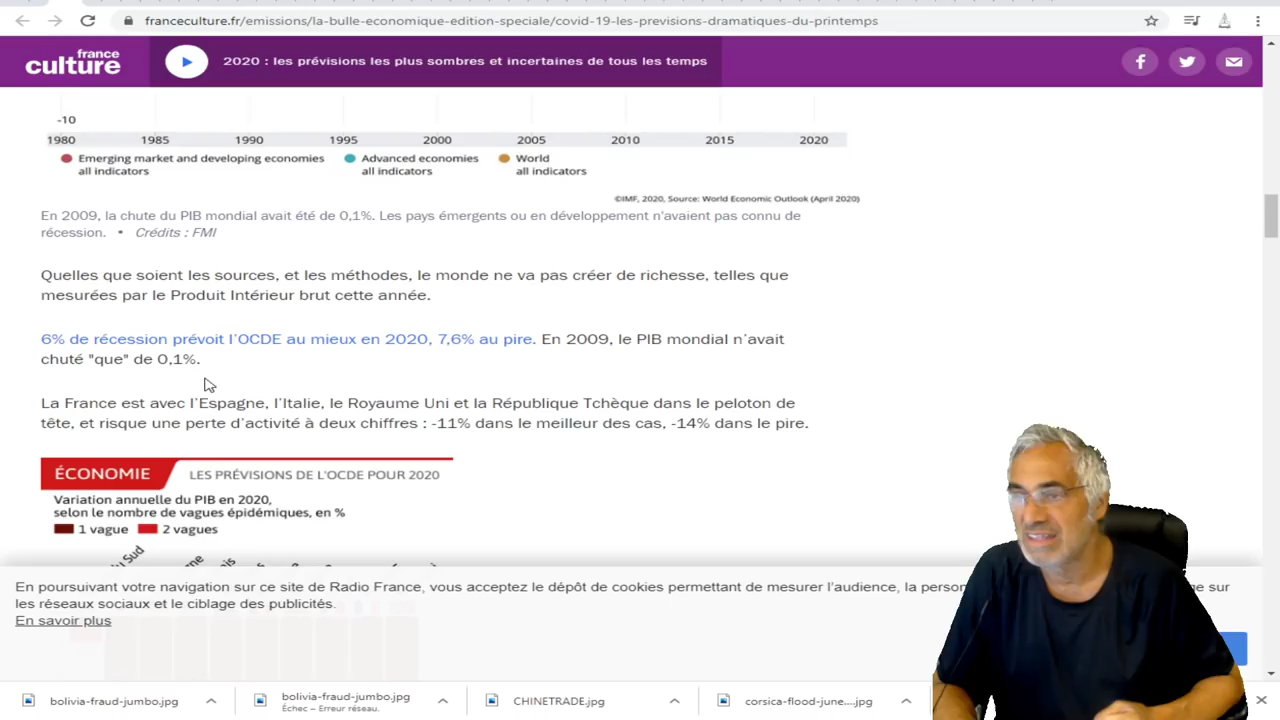 franceculture.fr/emissions/la-bulle-economique-edition-speciale/covid-19-les-previsions-dramatiques-du-printemps
france
culture
2020 : les prévisions les plus sombres et incertaines de tous les temps
-10
1980 1985 1990 1995 2000 2005 2010 2015 2020
Emerging market and developing economies Advanced economies World
all indicators all indicators all indicators
©IMF, 2020, Source: World Economic Outlook (April 2020)
En 2009, la chute du PIB mondial avait été de 0,1%. Les pays émergents ou en développement n'avaient pas connu de
récession. • Crédits : FMI
Quelles que soient les sources, et les méthodes, le monde ne va pas créer de richesse, telles que
mesurées par le Produit Intérieur brut cette année.
6% de récession prévoit l'OCDE au mieux en 2020, 7,6% au pire. En 2009, le PIB mondial n'avait
chuté "que" de 0,1%.
La France est avec l'Espagne, l'Italie, le Royaume Uni et la République Tchèque dans le peloton de
tête, et risque une perte d'activité à deux chiffres : -11% dans le meilleur des cas, -14% dans le pire.
ÉCONOMIE LES PRÉVISIONS DE L'OCDE POUR 2020
Variation annuelle du PIB en 2020,
selon le nombre de vagues épidémiques, en %
1 vague 2 vagues
Sud
En poursuivant votre navigation sur ce site de Radio France, vous acceptez le dépôt de cookies permettant de mesurer l'audience, la person
sur
les réseaux sociaux et le ciblage des publicités.
En savoir plus
bolivia-fraud-jumbo.jpg bolivia-fraud-jumbo.jpg CHINETRADE.jpg corsica-flood-june....jpg
Échec – Erreur réseau.